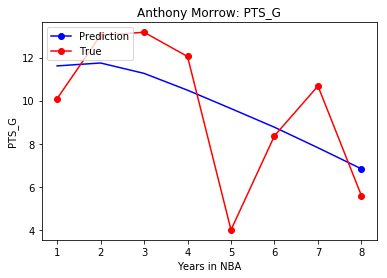 Anthony Morrow: PTS_G
Prediction
True
12
10
8
6
4
PTS_G
1 2 3 4 5 6 7 8
Years in NBA